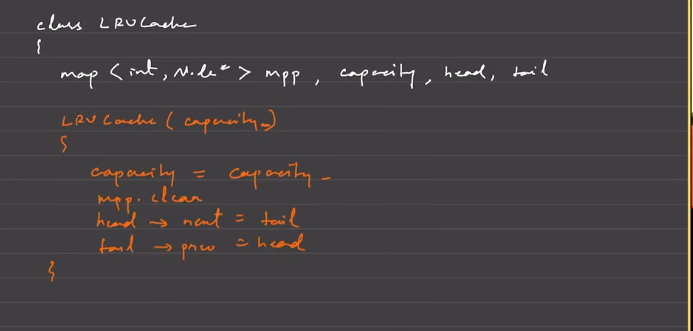 class LRUCache
{
map <int, Node*> mpp, capacity, head, tail
LRUCache(capacity_)
{
capacity = capacity_
mpp.clear
head → next = tail
tail → prev = head
}